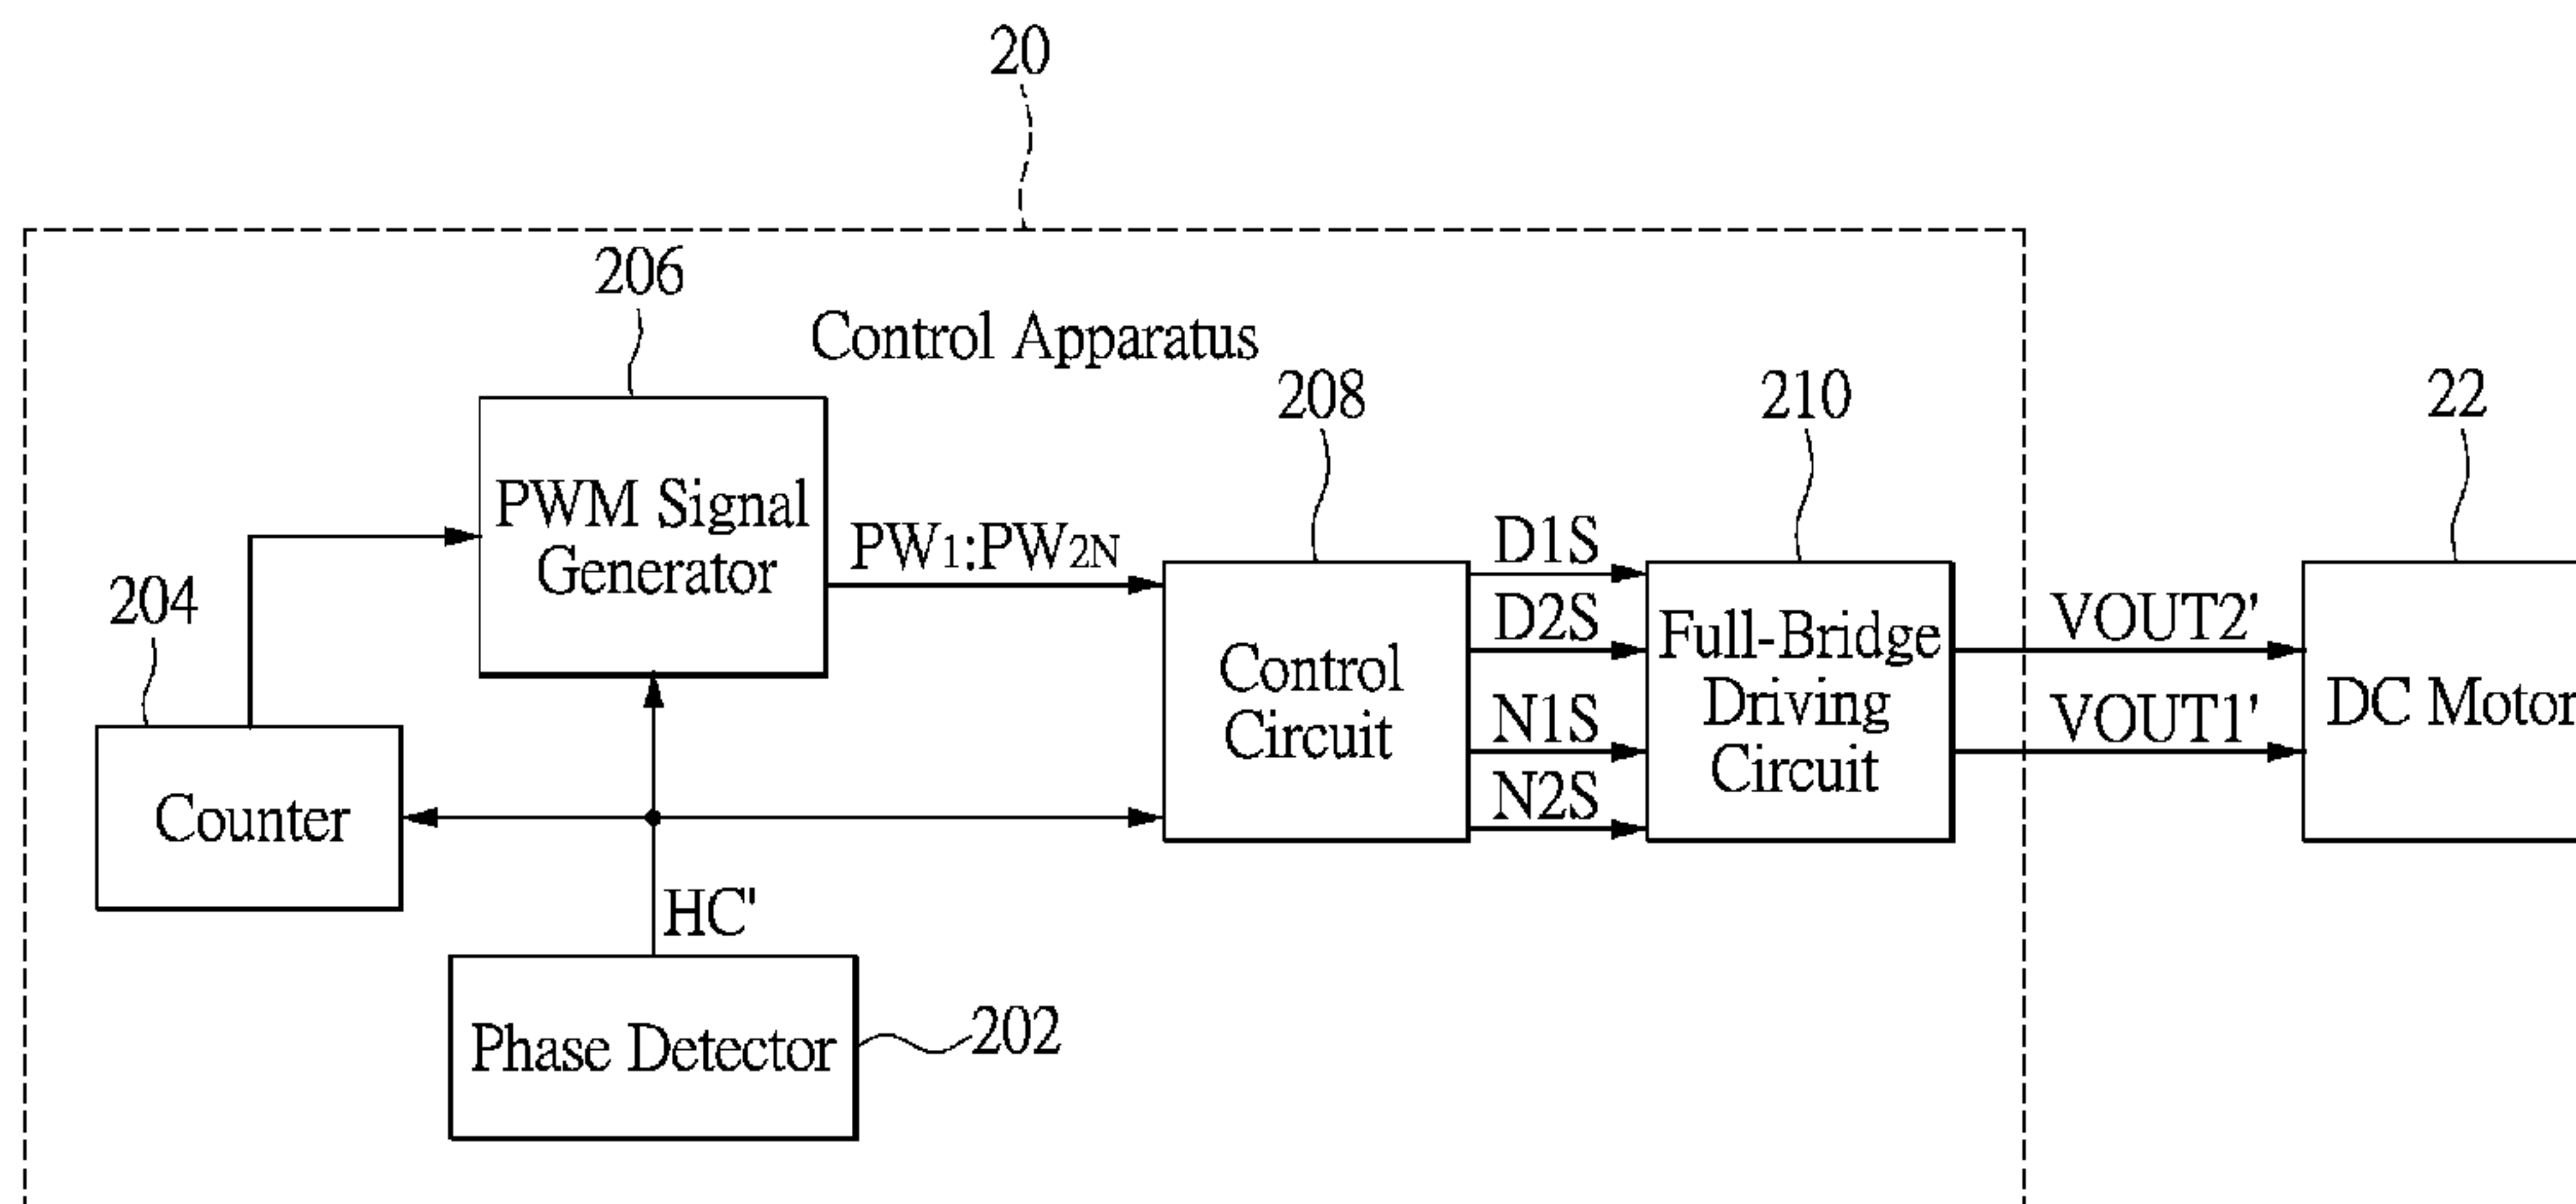 20
206
Control Apparatus
208
210
22
PWM Signal
Generator
PW1:PW2N
204
D1S
D2S
N1S
N2S
Control
Circuit
Full-Bridge
Driving
Circuit
VOUT2'
VOUT1'
DC Motor
Counter
HC'
Phase Detector
202